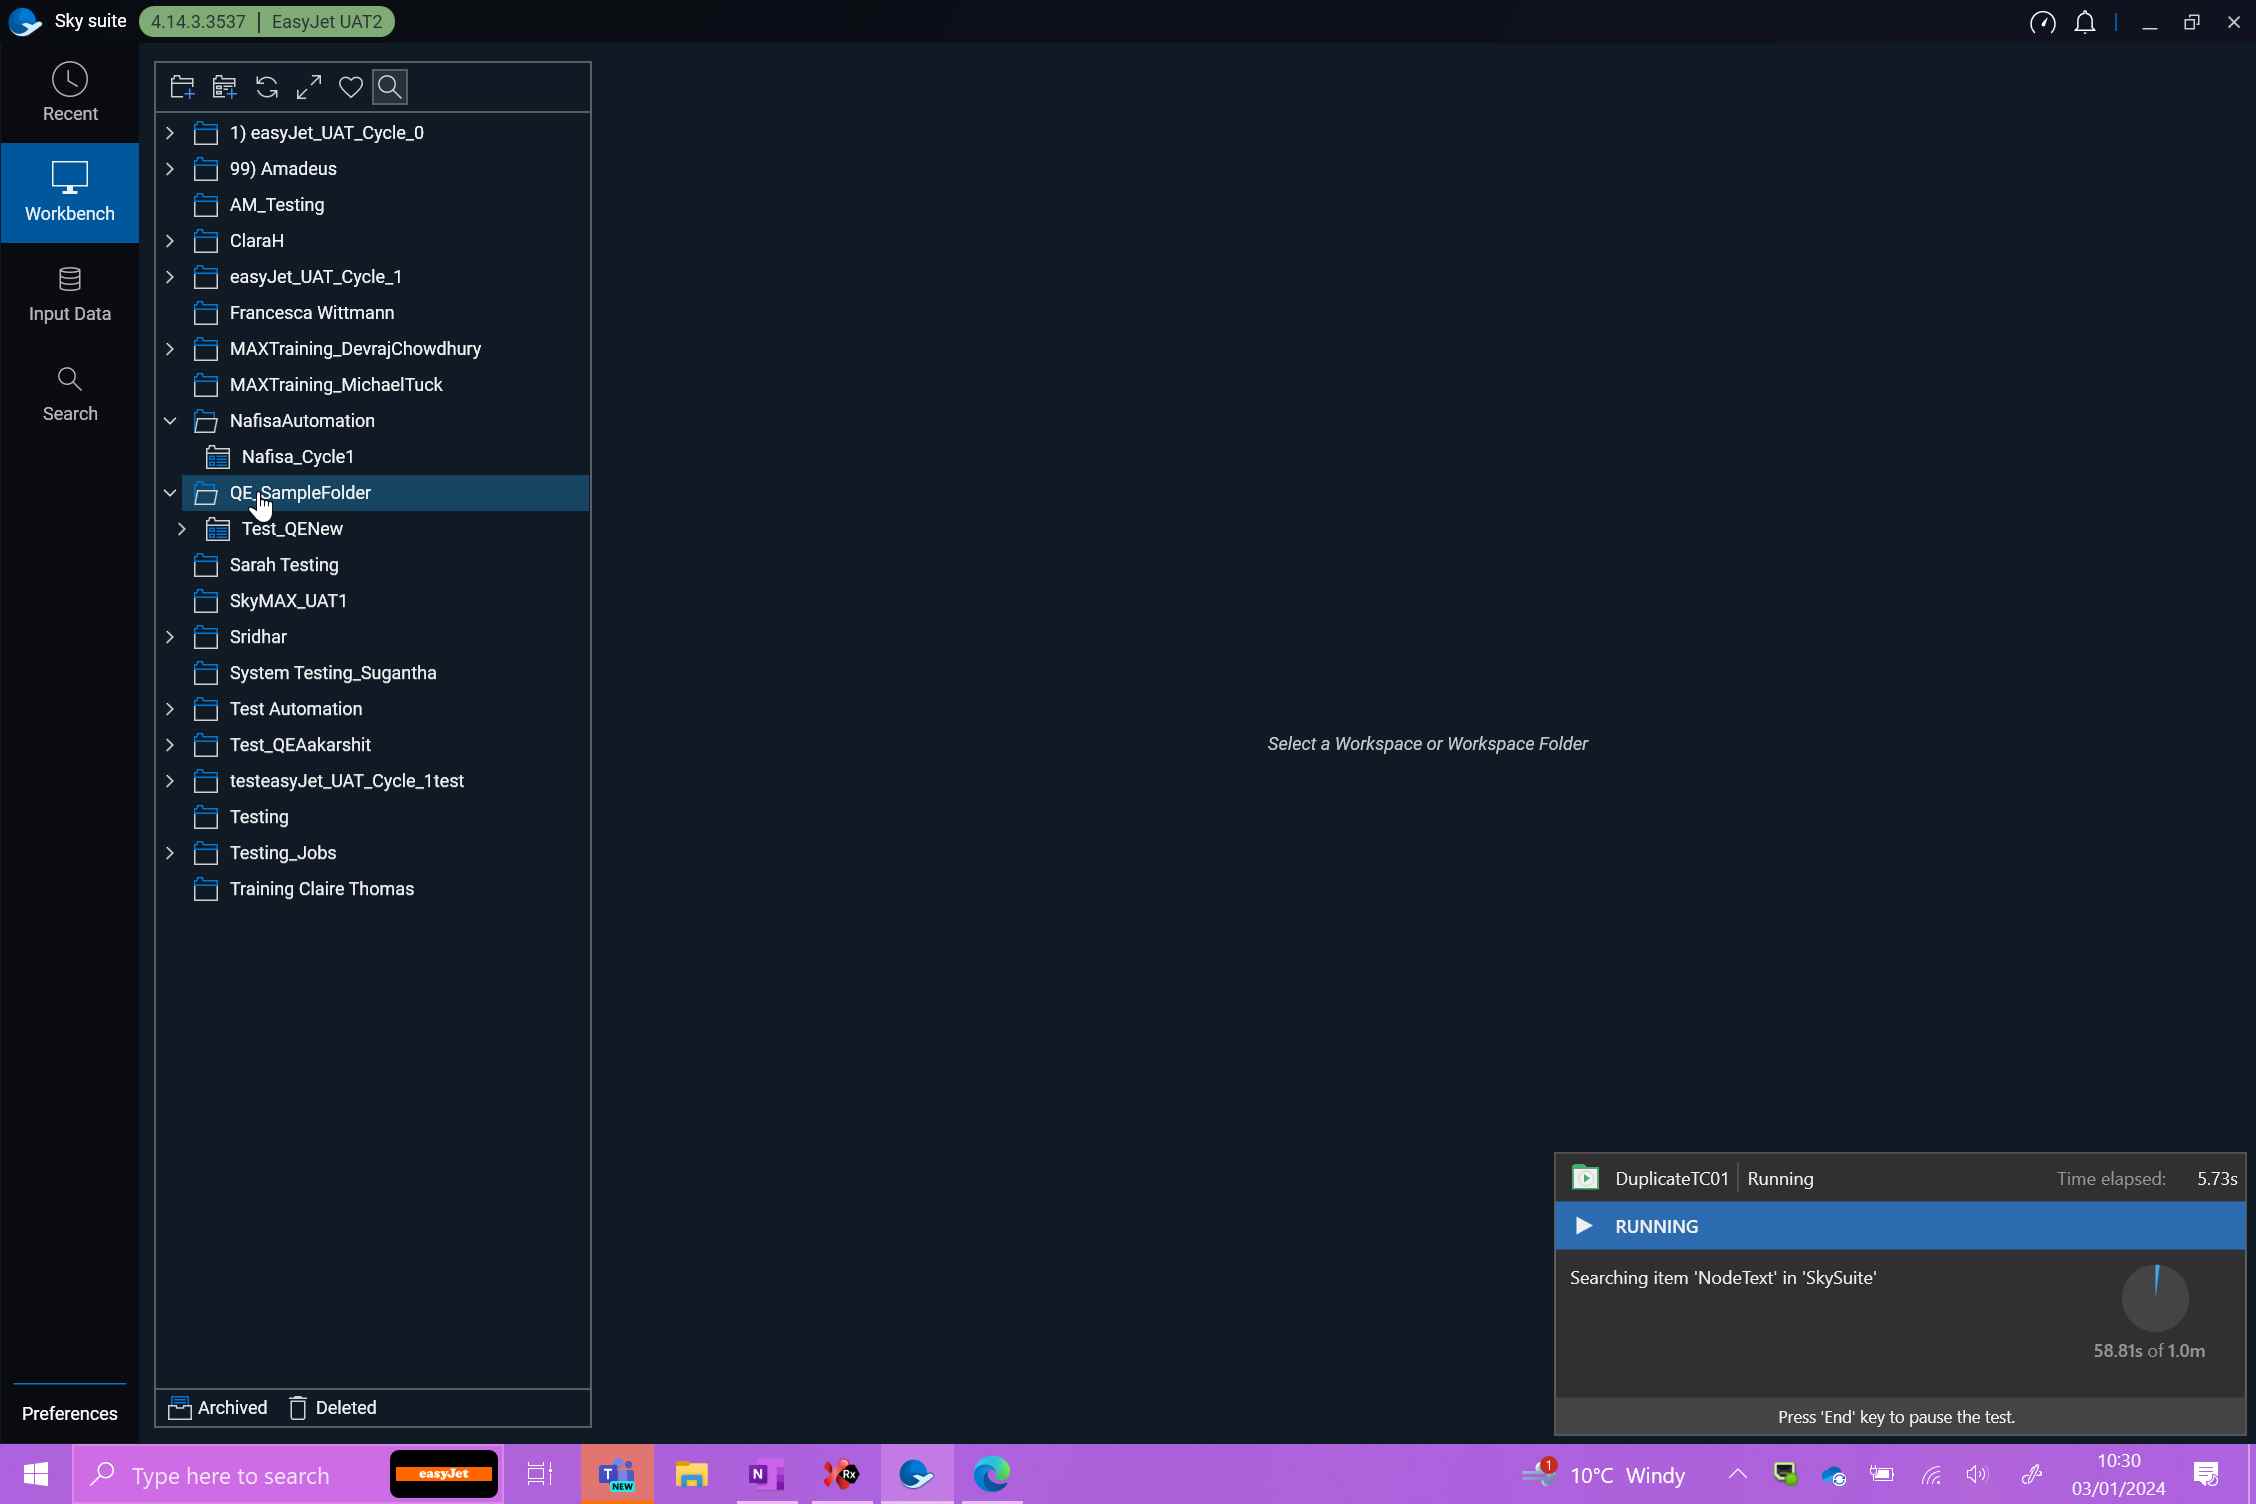 Sky suite 4.14.3.3537 | EasyJet UAT2
Recent
Workbench
Input Data
Search
1) easyJet_UAT_Cycle_0
99) Amadeus
AM_Testing
ClaraH
easyJet_UAT_Cycle_1
Francesca Wittmann
MAXTraining_DevrajChowdhury
MAXTraining_MichaelTuck
NafisaAutomation
Nafisa_Cycle1
QE_SampleFolder
Test_QENew
Sarah Testing
SkyMAX_UAT1
Sridhar
System Testing_Sugantha
Test Automation
Test_QEAakarshit
testeasyJet_UAT_Cycle_1test
Testing
Testing_Jobs
Training Claire Thomas
Select a Workspace or Workspace Folder
DuplicateTC01 | Running Time elapsed: 5.73s
RUNNING
Searching item 'NodeText' in 'SkySuite'
58.81s of 1.0m
Press 'End' key to pause the test.
Archived Deleted
Preferences
Type here to search easyJet T NEW N Rx 1 10°C Windy 10:30
03/01/2024